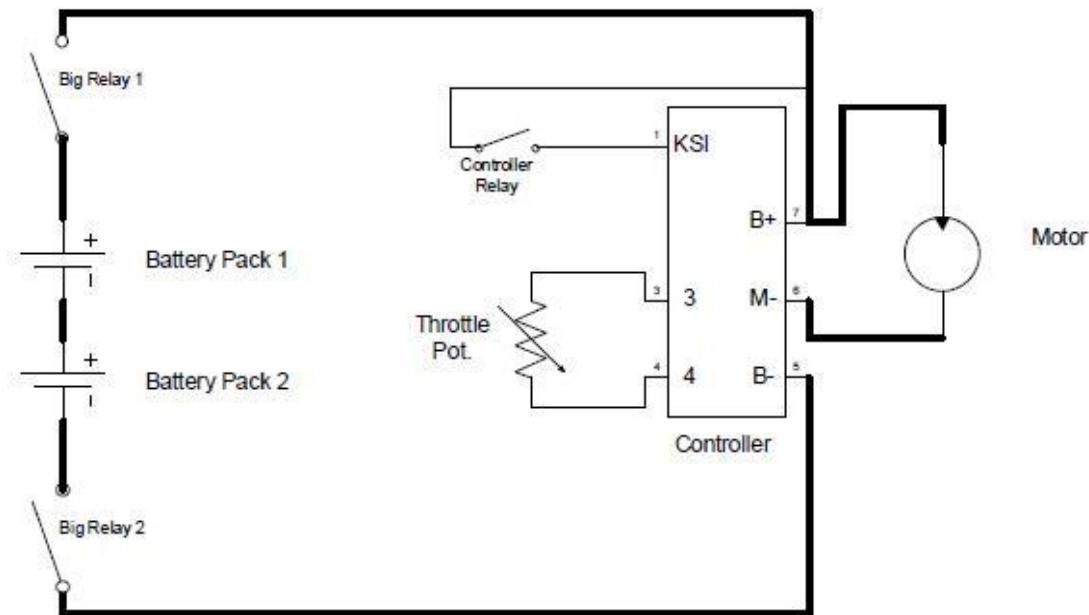 Big Relay 1
Controller
Relay
1
KSI
+
Battery Pack 1
-
B+
7
Motor
3
3
M-
6
Throttle
Pot.
+
Battery Pack 2
-
4
4
B-
5
Controller
Big Relay 2